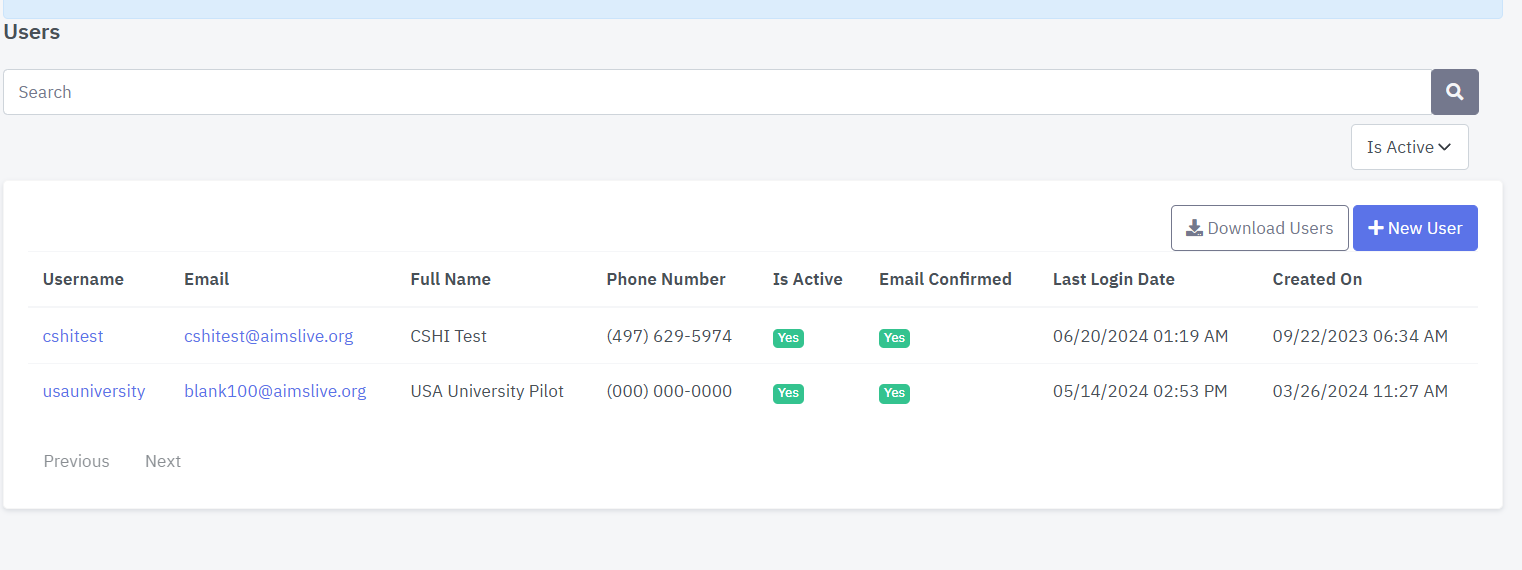 Users
Search
Is Active
Download Users New User
Username Email Full Name Phone Number Is Active Email Confirmed Last Login Date Created On
cshitest cshitest@aimslive.org CSHI Test (497) 629-5974 Yes Yes 06/20/2024 01:19 AM 09/22/2023 06:34 AM
usauniversity blank100@aimslive.org USA University Pilot (000) 000-0000 Yes Yes 05/14/2024 02:53 PM 03/26/2024 11:27 AM
Previous Next